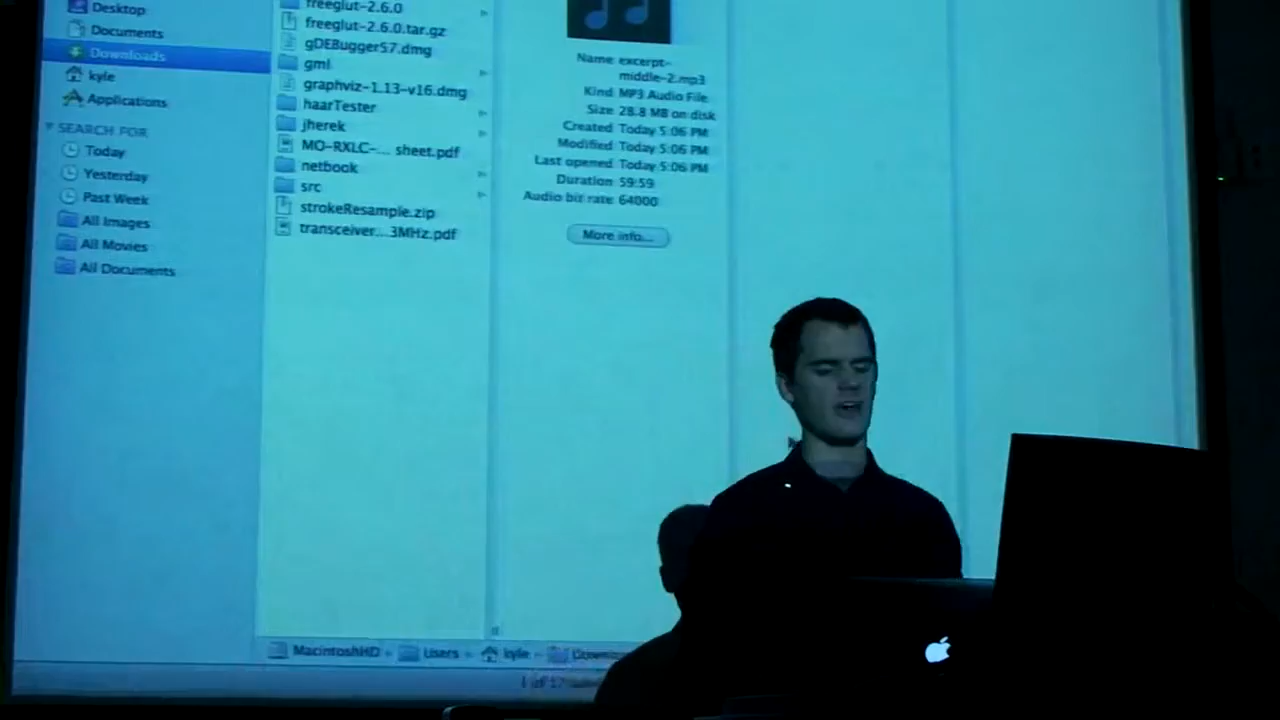 Desktop
Documents
Downloads
kyle
Applications
SEARCH FOR
Today
Yesterday
Past Week
All Images
All Movies
All Documents
freeglut-2.6.0
freeglut-2.6.0.tar.gz
gDEBugger57.dmg
gml
graphviz-1.13-v16.dmg
haarTester
jherek
MO-RXLC-... sheet.pdf
netbook
src
strokeResample.zip
transceiver...3MHz.pdf
Name excerpt-
middle-2.mp3
Kind MP3 Audio File
Size 28.8 MB on disk
Created Today 5:06 PM
Modified Today 5:06 PM
Last opened Today 5:06 PM
Duration 59:59
Audio bit rate 64000
More info...
MacintoshHD
Users
kyle